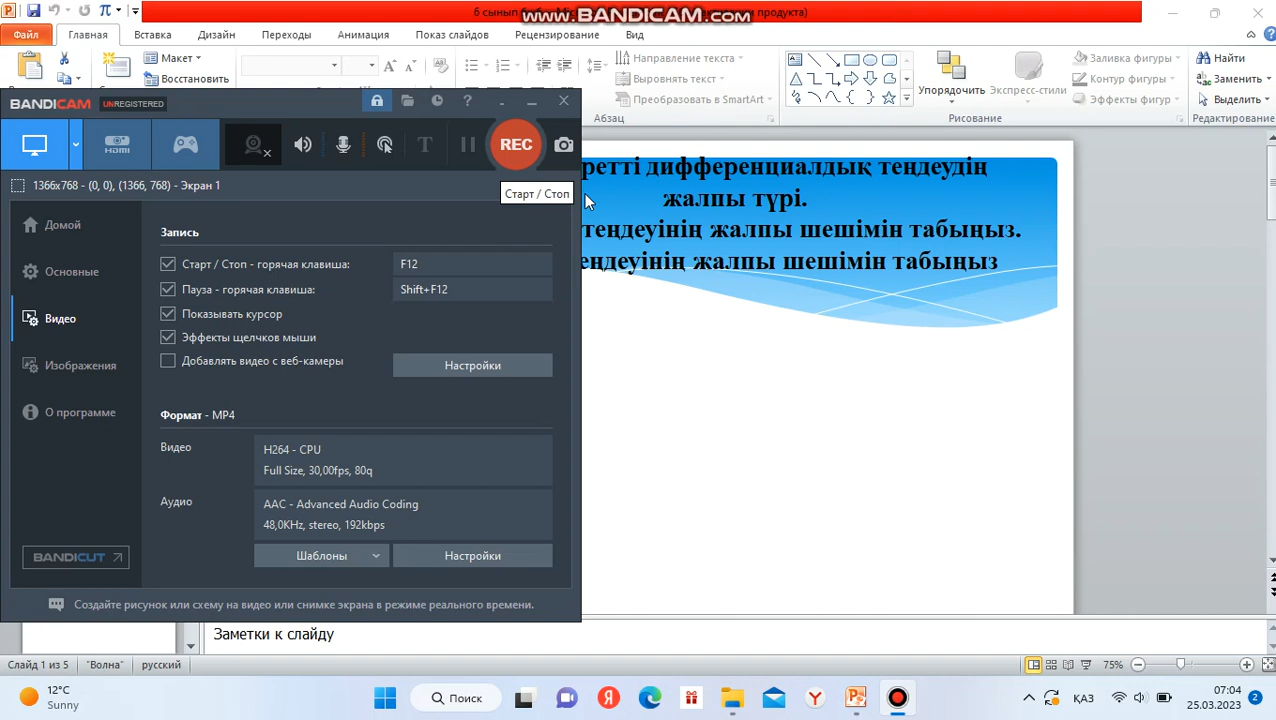 6 сынып
продукта)
www.BANDICAM.com
Файл Главная Вставка Дизайн Переходы Анимация Показ слайдов Рецензирование Вид
Макет
Восстановить
Направление текста
Выровнять текст
Преобразовать в SmartArt
Абзац
Упорядочить
Экспресс-стили
Заливка фигуры
Контур фигуры
Эффекты фигур
Рисование
Найти
Заменить
Выделить
Редактирование
BANDICAM UNREGISTERED
HDMI
REC
1366x768 - (0, 0), (1366, 768) - Экран 1
Старт / Стоп
Домой
Основные
Видео
Изображения
О программе
BANDICUT
Запись
Старт / Стоп - горячая клавиша: F12
Пауза - горячая клавиша: Shift+F12
Показывать курсор
Эффекты щелчков мыши
Добавлять видео с веб-камеры
Настройки
Формат - MP4
Видео
H264 - CPU
Full Size, 30,00fps, 80q
Аудио
AAC - Advanced Audio Coding
48,0KHz, stereo, 192kbps
Шаблоны Настройки
Создайте рисунок или схему на видео или снимке экрана в режиме реального времени.
ретті дифференциалдық теңдеудің
жалпы түрі.
теңдеуінің жалпы шешімін табыңыз.
еңдеуінің жалпы шешімін табыңыз
Заметки к слайду
Слайд 1 из 5 "Волна" русский 75%
12°C
Sunny
Поиск
ҚАЗ
07:04
25.03.2023
2